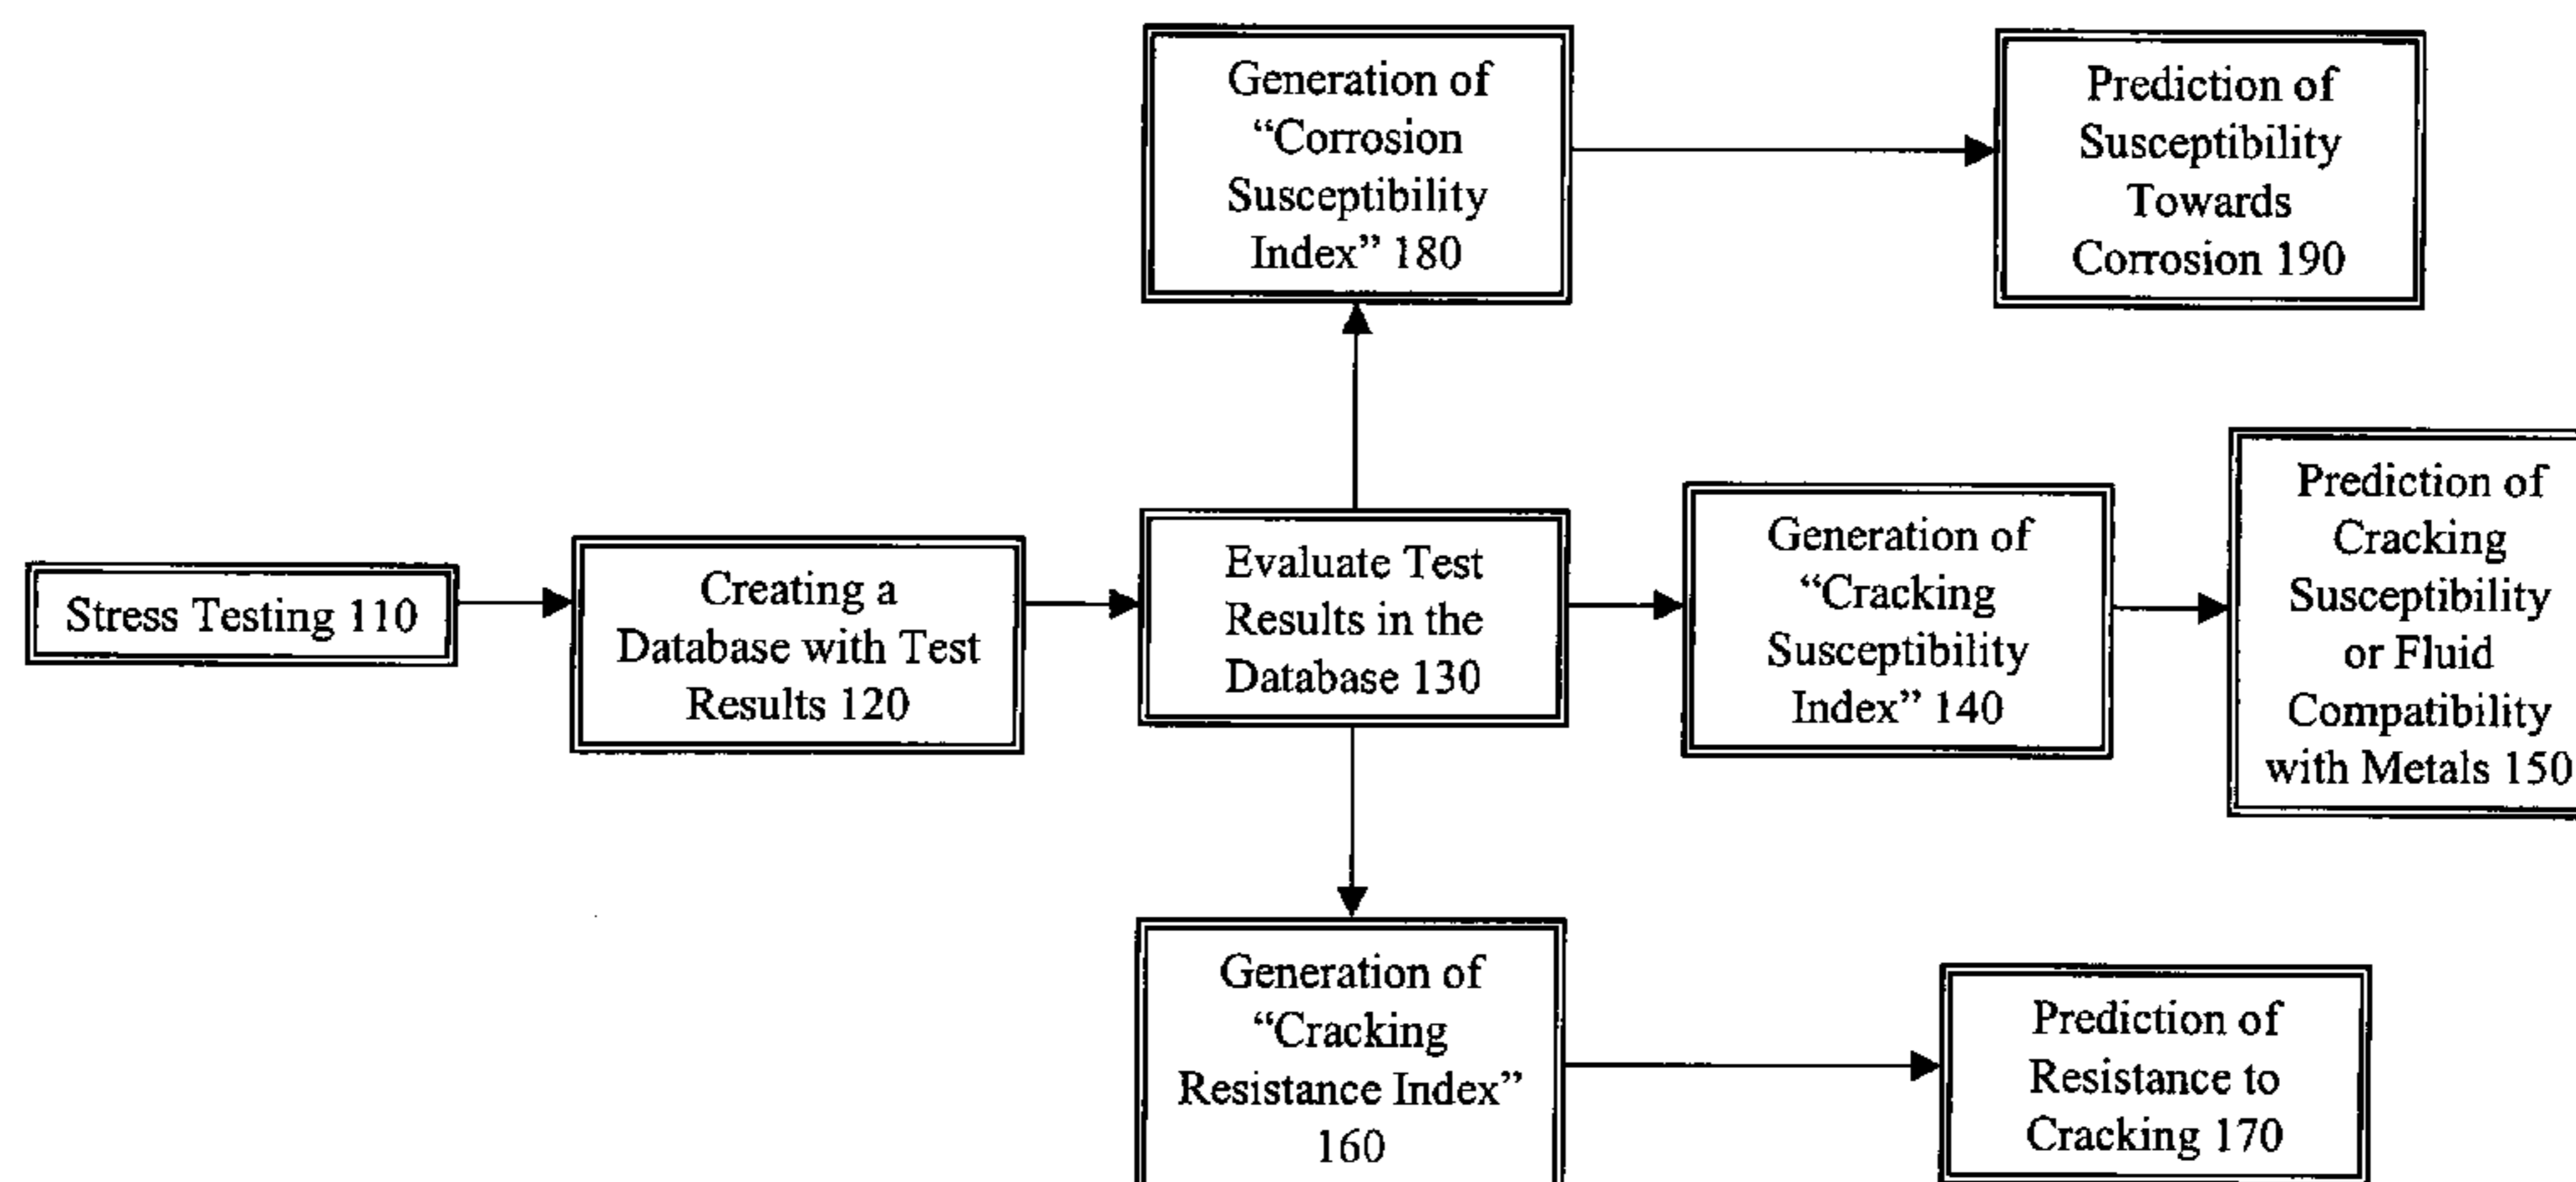 Generation of
“Corrosion
Susceptibility
Index” 180
Prediction of
Susceptibility
Towards
Corrosion 190
Stress Testing 110
Creating a
Database with Test
Results 120
Evaluate Test
Results in the
Database 130
Generation of
“Cracking
Susceptibility
Index” 140
Prediction of
Cracking
Susceptibility
or Fluid
Compatibility
with Metals 150
Generation of
“Cracking
Resistance Index”
160
Prediction of
Resistance to
Cracking 170